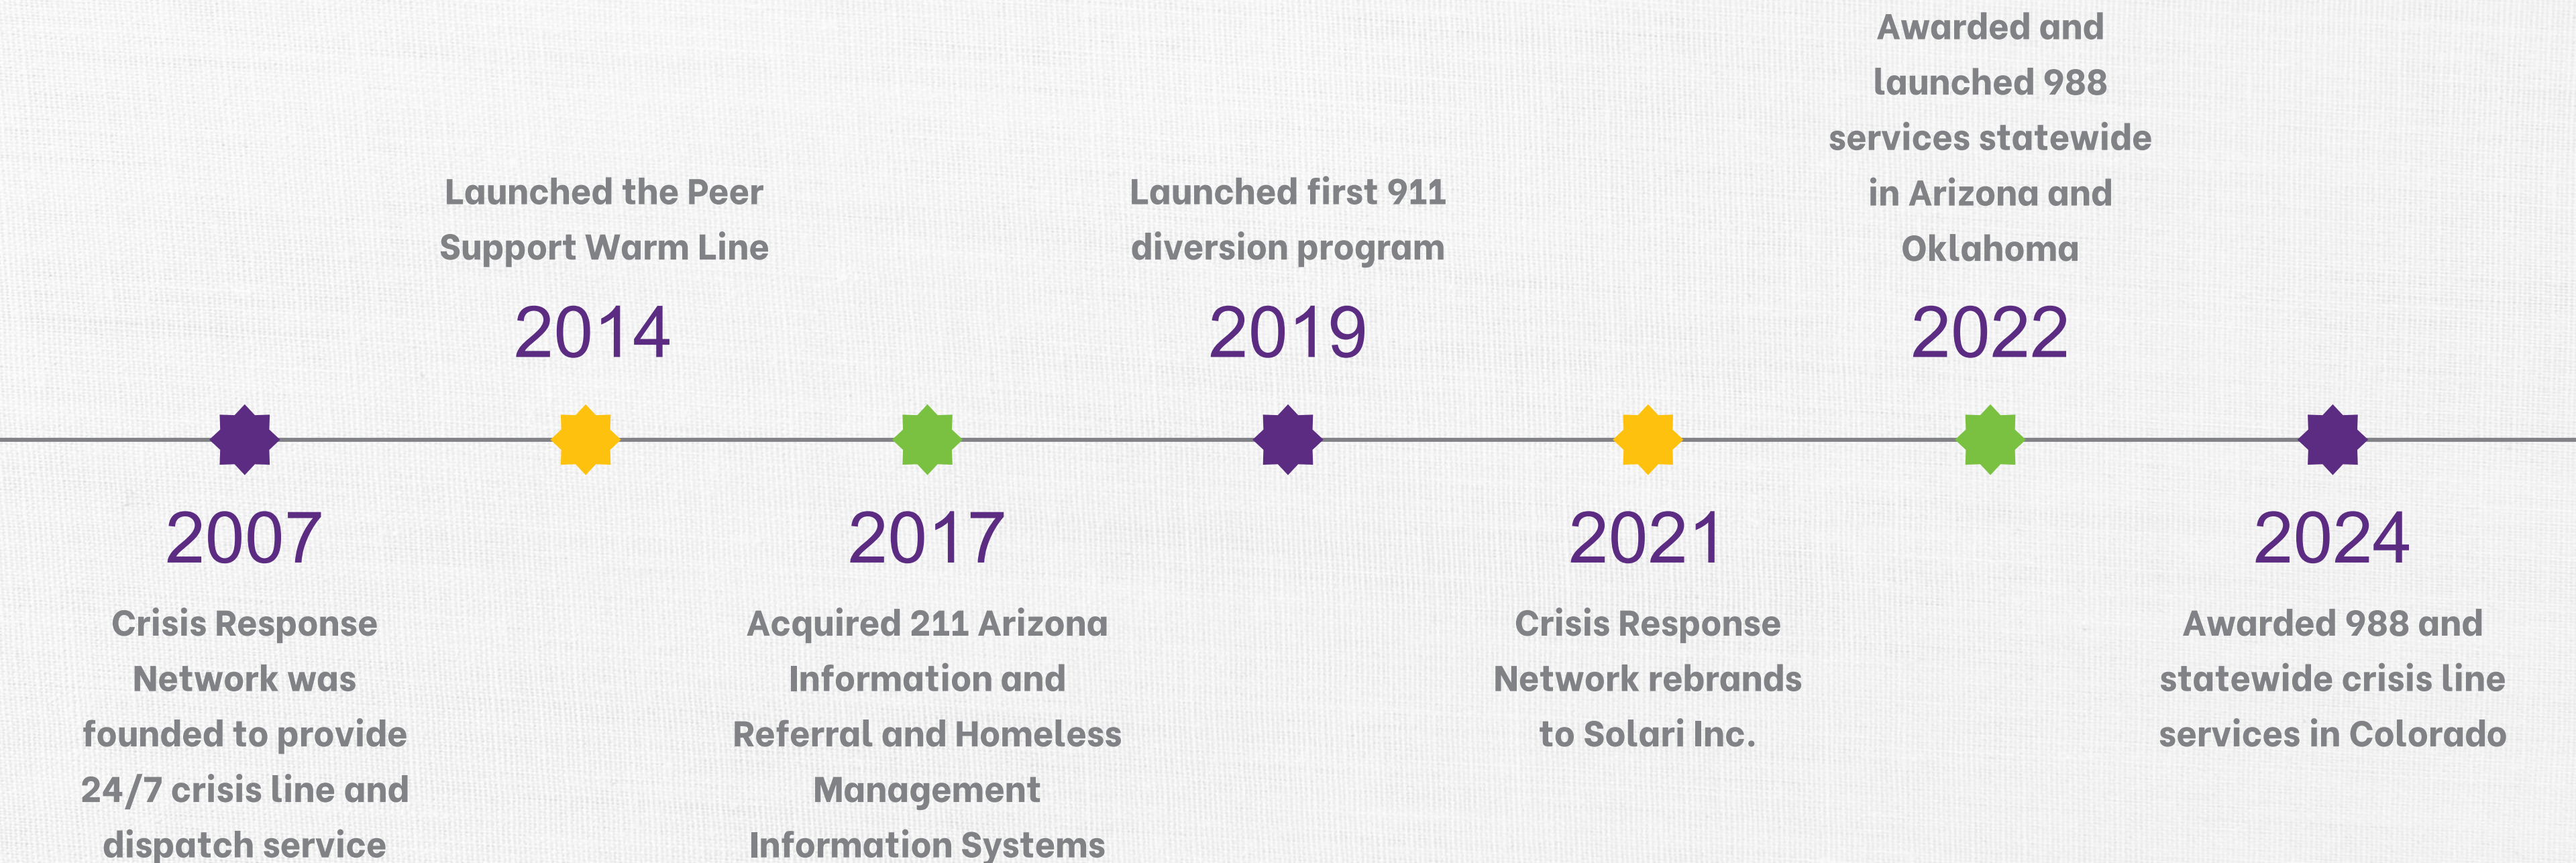 2007
Crisis Response
Network was
founded to provide
24/7 crisis line and
dispatch service
Launched the Peer
Support Warm Line
2014
2017
Acquired 211 Arizona
Information and
Referral and Homeless
Management
Information Systems
Launched first 911
diversion program
2019
2021
Crisis Response
Network rebrands
to Solari Inc.
Awarded and
launched 988
services statewide
in Arizona and
Oklahoma
2022
2024
Awarded 988 and
statewide crisis line
services in Colorado